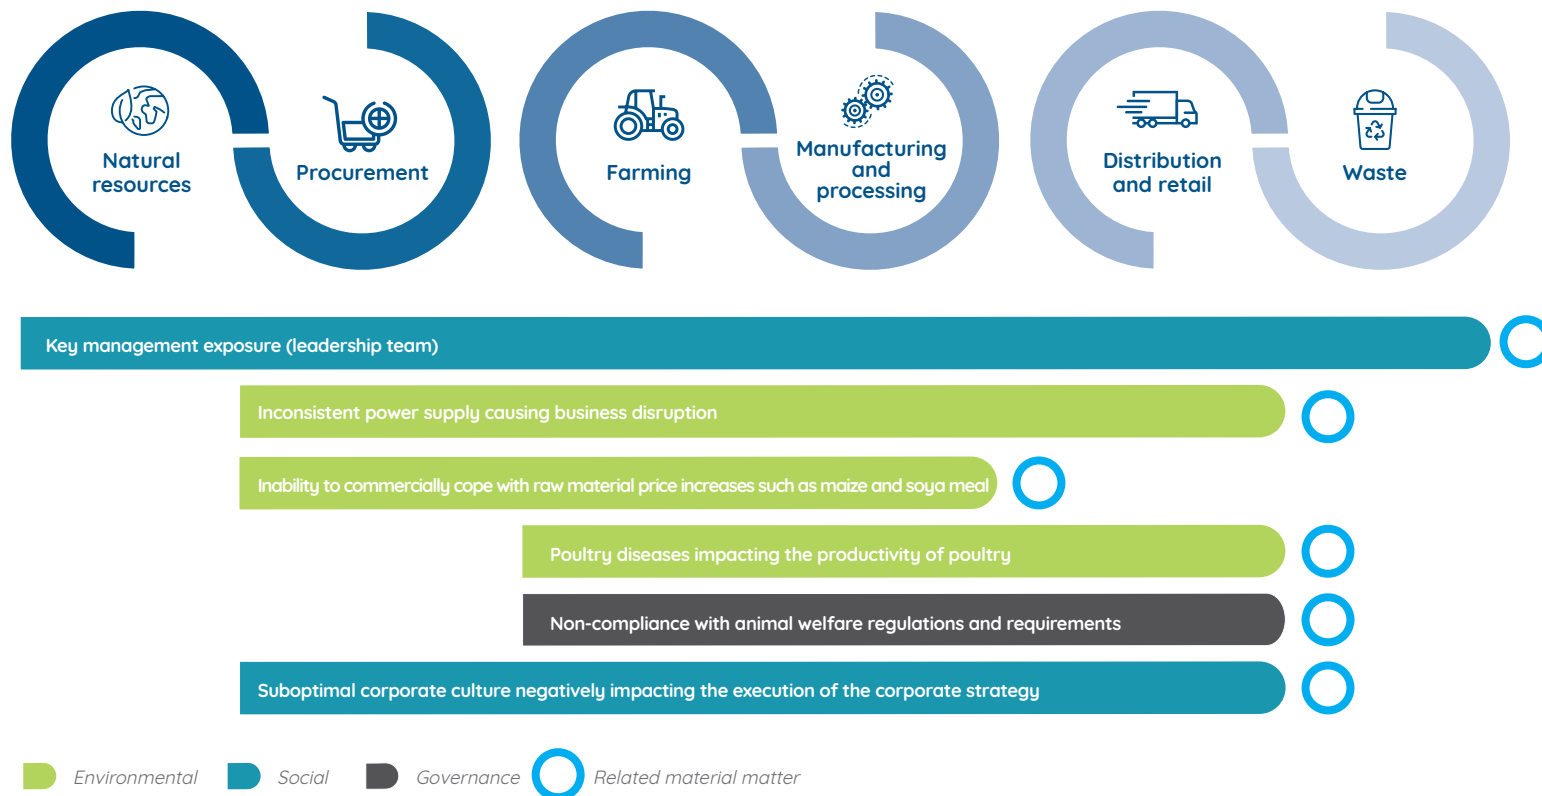 Natural
resources
Procurement
Farming
Manufacturing
and
processing
Distribution
and retail
Waste
Key management exposure (leadership team)
Inconsistent power supply causing business disruption
Inability to commercially cope with raw material price increases such as maize and soya meal
Poultry diseases impacting the productivity of poultry
Non-compliance with animal welfare regulations and requirements
Suboptimal corporate culture negatively impacting the execution of the corporate strategy
Environmental
Social
Governance
Related material matter